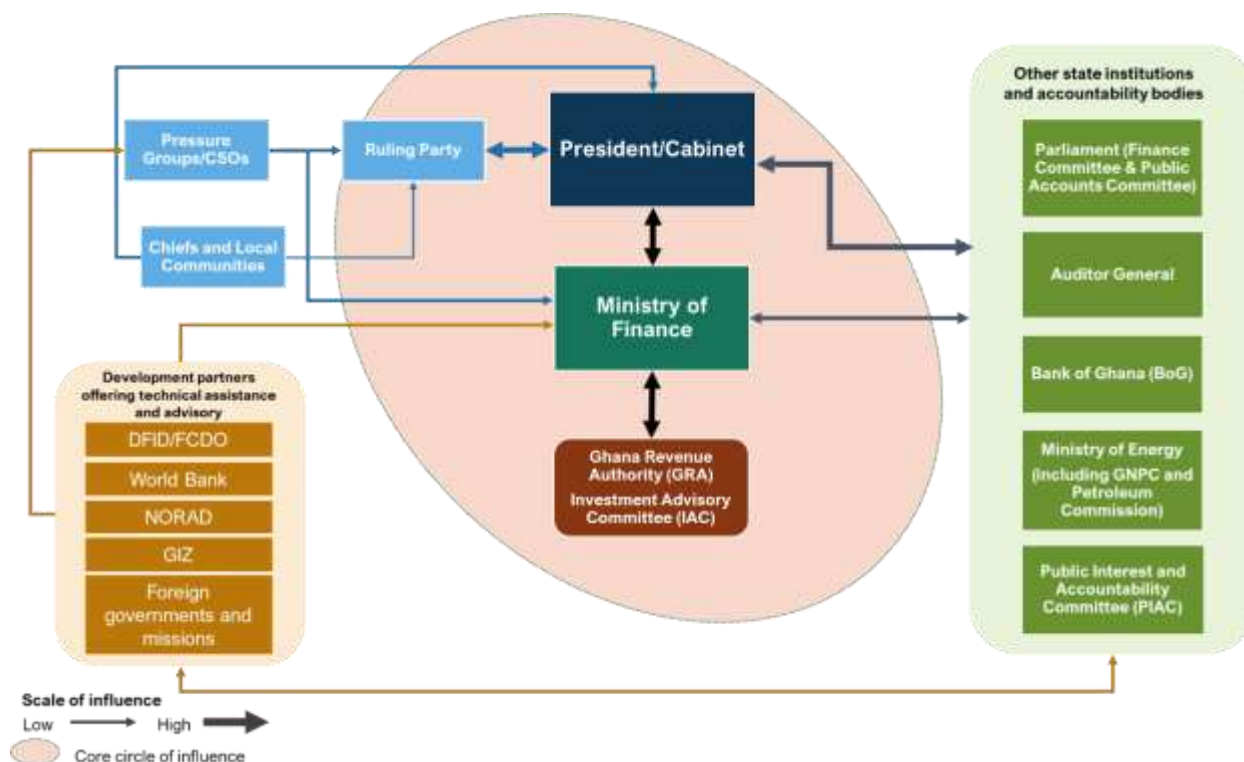 Other state institutions
and accountability bodies
Pressure
Groups/CSOs
Ruling Party
President/Cabinet
Parliament (Finance
Committee & Public
Accounts Committee)
Chiefs and Local
Communities
Auditor General
Ministry of
Finance
Bank of Ghana (BoG)
Development partners
offering technical assistance
and advisory
DFID/FCDO
World Bank
NORAD
GIZ
Foreign
governments and
missions
Ghana Revenue
Authority (GRA)
Investment Advisory
Committee (IAC)
Ministry of Energy
(including GNPC and
Petroleum
Commission)
Public Interest and
Accountability
Committee (PIAC)
Scale of influence
Low
High
Core circle of influence